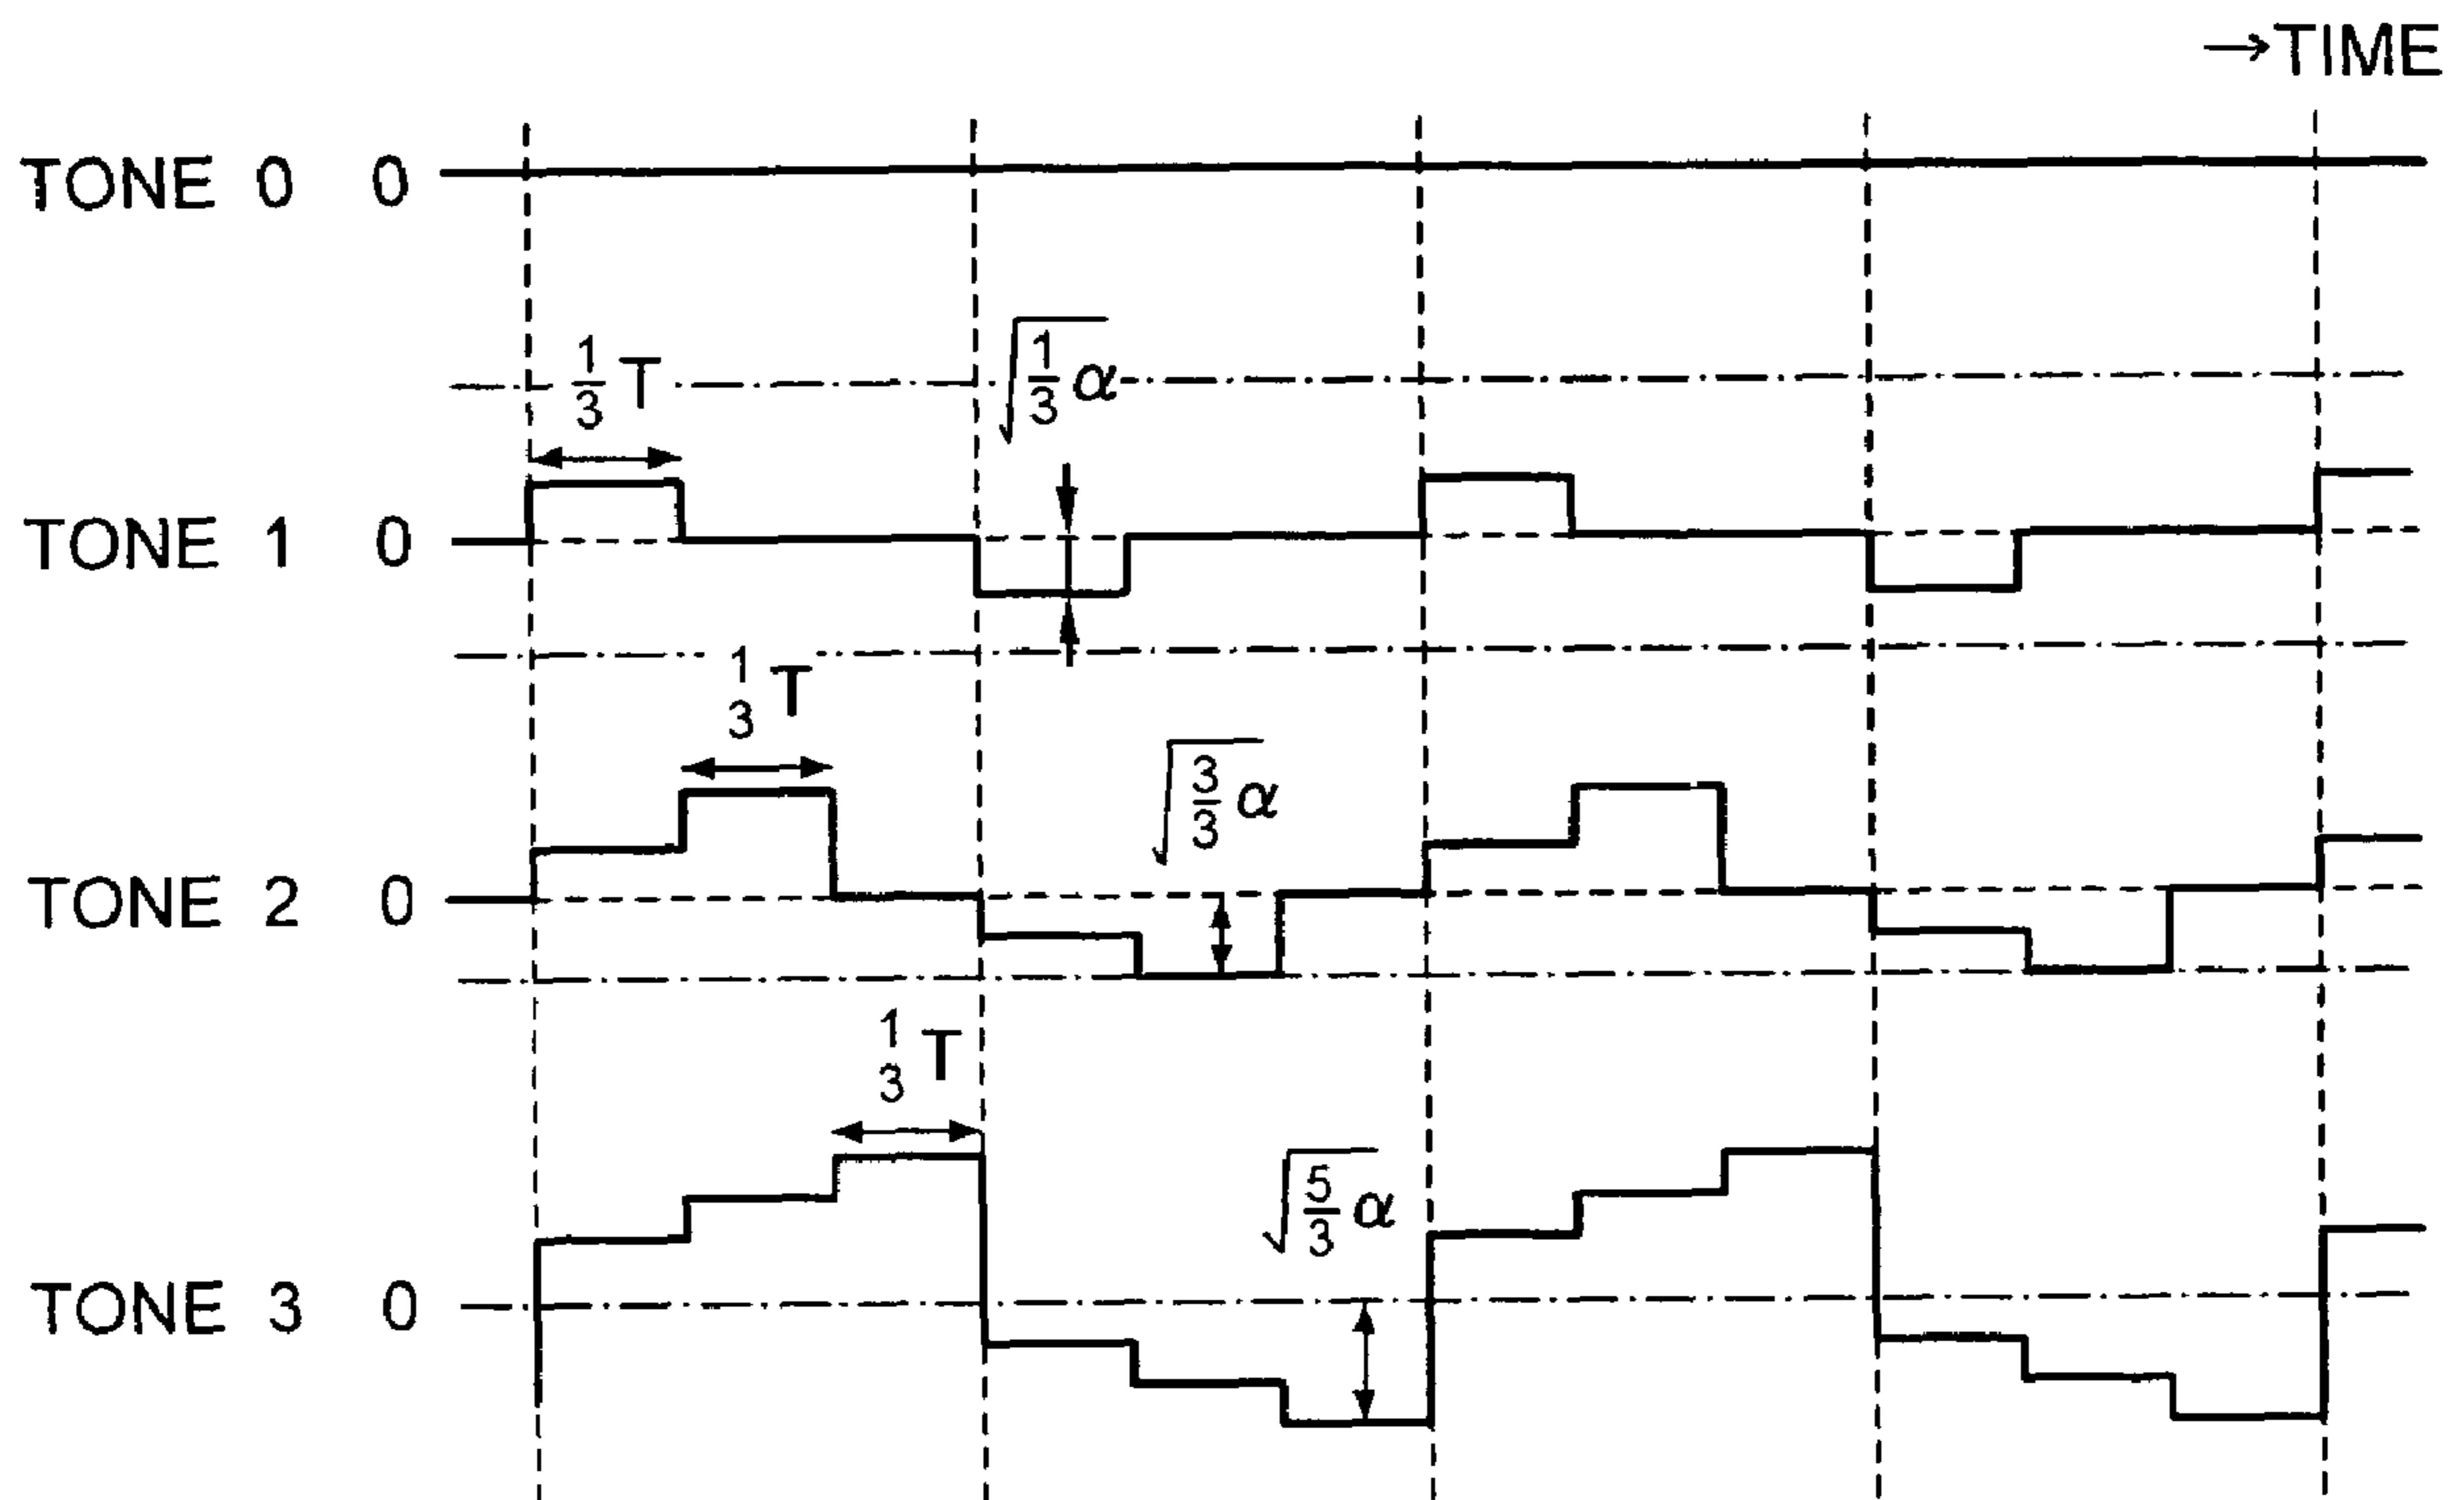 →TIME
TONE 0 0
1/3 T √1/3 α
TONE 1 0
1 3 T
√3/3 α
TONE 2 0
1 3 T
√5/3 α
TONE 3 0